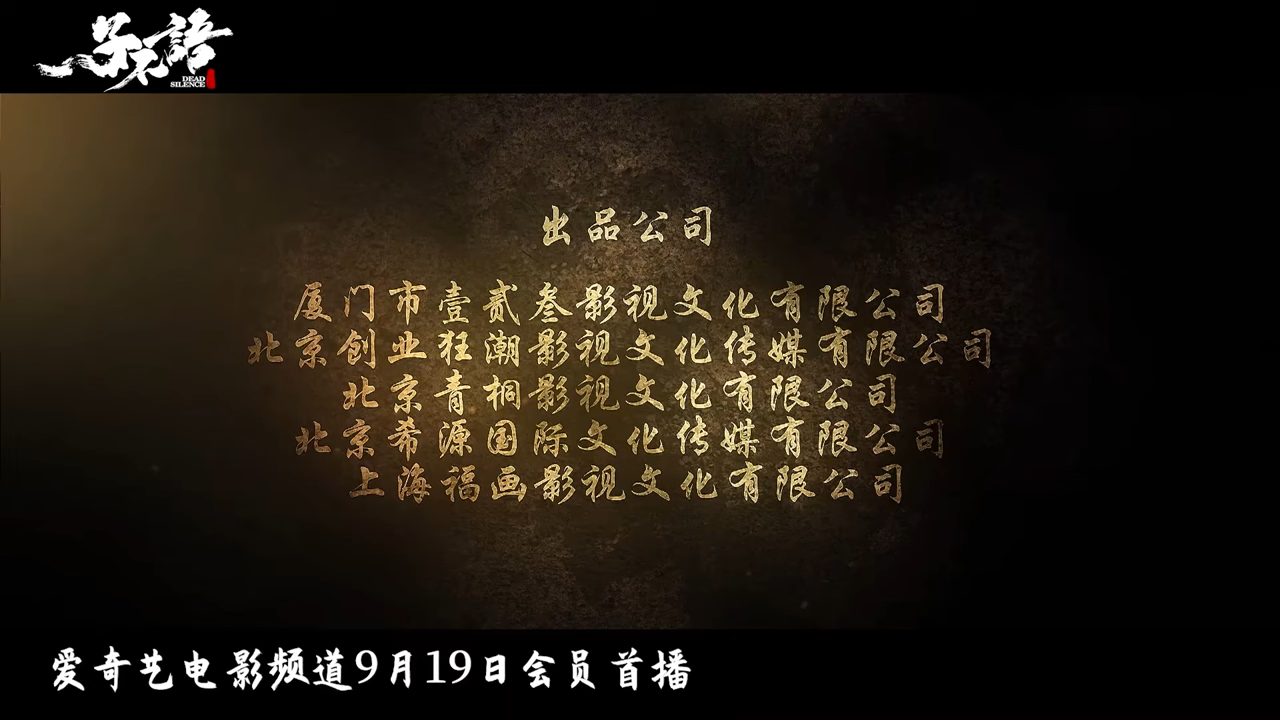 子不語
DEAD
SILENCE
出品公司
厦门市壹贰叁影视文化有限公司
北京创业狂潮影视文化传媒有限公司
北京青桐影视文化有限公司
北京希源国际文化传媒有限公司
上海福画影视文化有限公司
爱奇艺电影频道9月19日会员首播